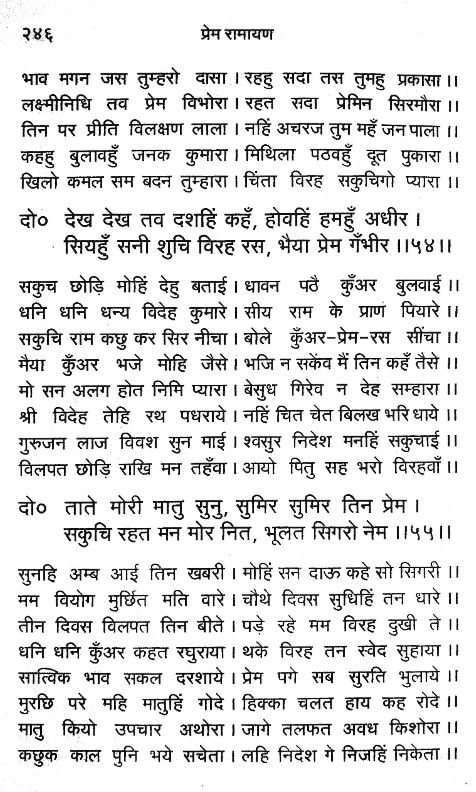 २४६
प्रेम रामायण
भाव मगन जस तुम्हरो दासा । रहहु सदा तस तुमहु प्रकासा ।।
लक्ष्मीनिधि तव प्रेम विभोरा । रहत सदा प्रेमिन सिरमौरा ।।
तिन पर प्रीति विलक्षण लाला । नहिं अचरज तुम महँ जन पाला ।।
कहहु बुलावहुँ जनक कुमारा । मिथिला पठवहुँ दूत पुकारा ।।
खिलो कमल सम बदन तुम्हारा । चिंता विरह सकुचिगो प्यारा ।।
दो० देख देख तव दशहिं कहँ, होवहिं हमहुँ अधीर ।
सियहुँ सनी शुचि विरह रस, भैया प्रेम गँभीर ।।५४।।
सकुच छोड़ि मोहिं देहु बताई । धावन पठै कुँअर बुलवाई ।।
धनि धनि धन्य विदेह कुमारे । सीय राम के प्राण पियारे ।।
सकुचि राम कछु कर सिर नीचा । बोले कुँअर-प्रेम-रस सींचा ।।
मैया कुँअर भजे मोहि जैसे । भजि न सकेंव मैं तिन कहँ तैसे ।।
मो सन अलग होत निमि प्यारा । बेसुध गिरेव न देह सम्हारा ।।
श्री विदेह तेहि रथ पधराये । नहिं चित चेत बिलख भरि धाये ।।
गुरुजन लाज विवश सुन माई । श्वसुर निदेश मनहिं सकुचाई ।।
विलपत छोड़ि राखि मन तहँवा । आयो पितु सह भरो विरहवाँ ।।
दो० ताते मोरी मातु सुनु, सुमिर सुमिर तिन प्रेम ।
सकुचि रहत मन मोर नित, भूलत सिगरो नेम ।।५५।।
सुनहि अम्ब आई तिन खबरी । मोहिं सन दाऊ कहे सो सिगरी ।।
मम वियोग मुर्छित मति वारे । चौथे दिवस सुधिहिं तन धारे ।।
तीन दिवस विलपत तिन बीते । पड़े रहे मम विरह दुखी ते ।।
धनि धनि कुँअर कहत रघुराया । थके विरह तन स्वेद सुहाया ।।
सात्विक भाव सकल दरशाये । प्रेम पगे सब सुरति भुलाये ।।
मुरछि परे महि मातुहिं गोदे । हिक्का चलत हाय कह रोदे ।।
मातु कियो उपचार अथोरा । जागे तलफत अवध किशोरा ।।
कछुक काल पुनि भये सचेता । लहि निदेश गे निजहिं निकेता ।।